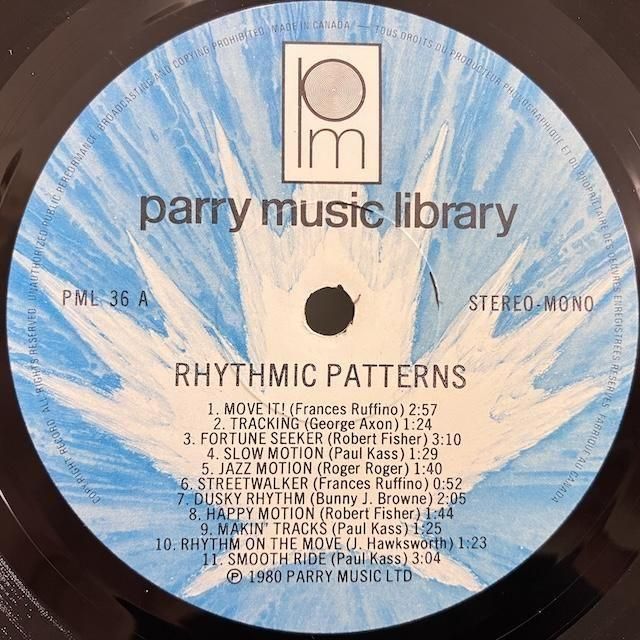 COPYRIGHT RECORD. ALL RIGHTS RESERVED. UNAUTHORIZED PUBLIC PERFORMANCE, BROADCASTING AND COPYING PROHIBITED. MADE IN CANADA — TOUS DROITS DU PRODUCTEUR PHONOGRAPHIQUE ET DU PROPRIETAIRE DES OEUVRES ENREGISTREES RESERVES. FABRIQUE AU CANADA
pm
parry music library
PML 36 A
STEREO-MONO
RHYTHMIC PATTERNS
1. MOVE IT! (Frances Ruffino) 2:57
2. TRACKING (George Axon) 1:24
3. FORTUNE SEEKER (Robert Fisher) 3:10
4. SLOW MOTION (Paul Kass) 1:29
5. JAZZ MOTION (Roger Roger) 1:40
6. STREETWALKER (Frances Ruffino) 0:52
7. DUSKY RHYTHM (Bunny J. Browne) 2:05
8. HAPPY MOTION (Robert Fisher) 1:44
9. MAKIN' TRACKS (Paul Kass) 1:25
10. RHYTHM ON THE MOVE (J. Hawksworth) 1:23
11. SMOOTH RIDE (Paul Kass) 3:04
Ⓟ 1980 PARRY MUSIC LTD